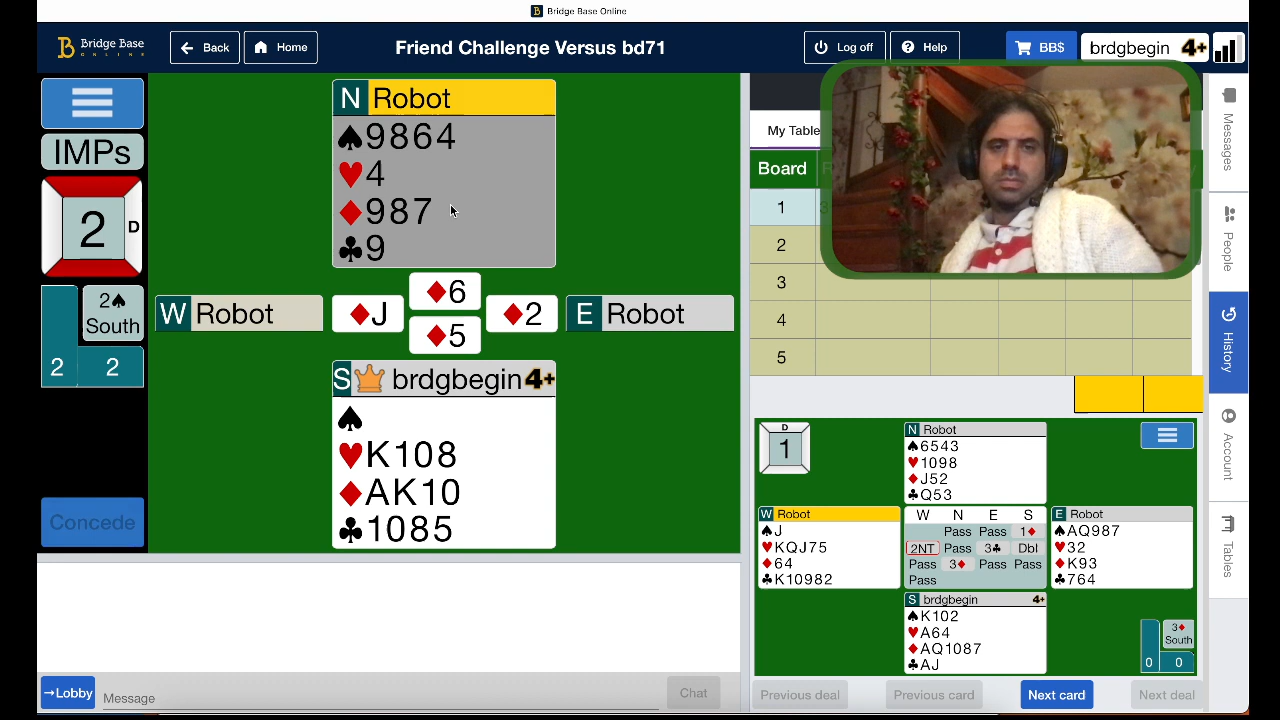 Bridge Base Online
Bridge Base
ONLINE
Back
Home
Friend Challenge Versus bd71
Log off
Help
BB$
brdgbegin 4+
IMPs
2
D
2♠
South
2
2
Concede
N Robot
♠9864
♥4
♦987
♣9
W Robot
♦J
♦6
♦2
♦5
E Robot
S brdgbegin 4+
♠
♥K108
♦AK10
♣1085
→Lobby
Message
Chat
My Table
Board
1
2
3
4
5
D
1
N Robot
♠6543
♥1098
♦J52
♣Q53
W Robot
♠J
♥KQJ75
♦64
♣K10982
W N E S
Pass Pass 1♦
2NT Pass 3♣ Dbl
Pass 3♦ Pass Pass
Pass
E Robot
♠AQ987
♥32
♦K93
♣764
S brdgbegin 4+
♠K102
♥A64
♦AQ1087
♣AJ
3♦
South
0
0
Previous deal
Previous card
Next card
Next deal
Messages
People
History
Account
Tables